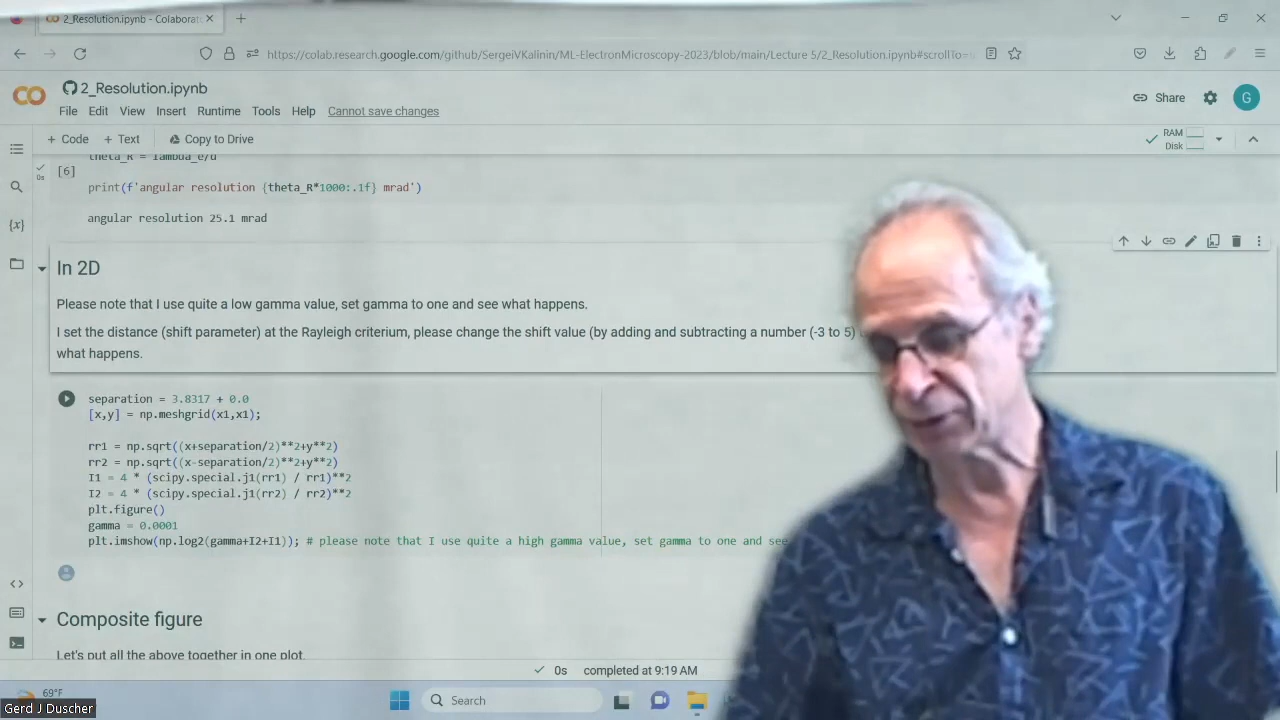 2_Resolution.ipynb - Colaborat
https://colab.research.google.com/github/SergeiVKalinin/ML-ElectronMicroscopy-2023/blob/main/Lecture 5/2_Resolution.ipynb#scrollTo=
2_Resolution.ipynb
Share
G
File Edit View Insert Runtime Tools Help Cannot save changes
+ Code + Text Copy to Drive
RAM
Disk
theta_R = lambda_e/d
[6]
0s
print(f'angular resolution {theta_R*1000:.1f} mrad')
angular resolution 25.1 mrad
{x}
In 2D
Please note that I use quite a low gamma value, set gamma to one and see what happens.
I set the distance (shift parameter) at the Rayleigh criterium, please change the shift value (by adding and subtracting a number (-3 to 5)
what happens.
separation = 3.8317 + 0.0
[x,y] = np.meshgrid(x1,x1);
rr1 = np.sqrt((x+separation/2)**2+y**2)
rr2 = np.sqrt((x-separation/2)**2+y**2)
I1 = 4 * (scipy.special.j1(rr1) / rr1)**2
I2 = 4 * (scipy.special.j1(rr2) / rr2)**2
plt.figure()
gamma = 0.0001
plt.imshow(np.log2(gamma+I2+I1)); # please note that I use quite a high gamma value, set gamma to one and see
Composite figure
Let's put all the above together in one plot.
0s completed at 9:19 AM
69°F
Search
Gerd J Duscher